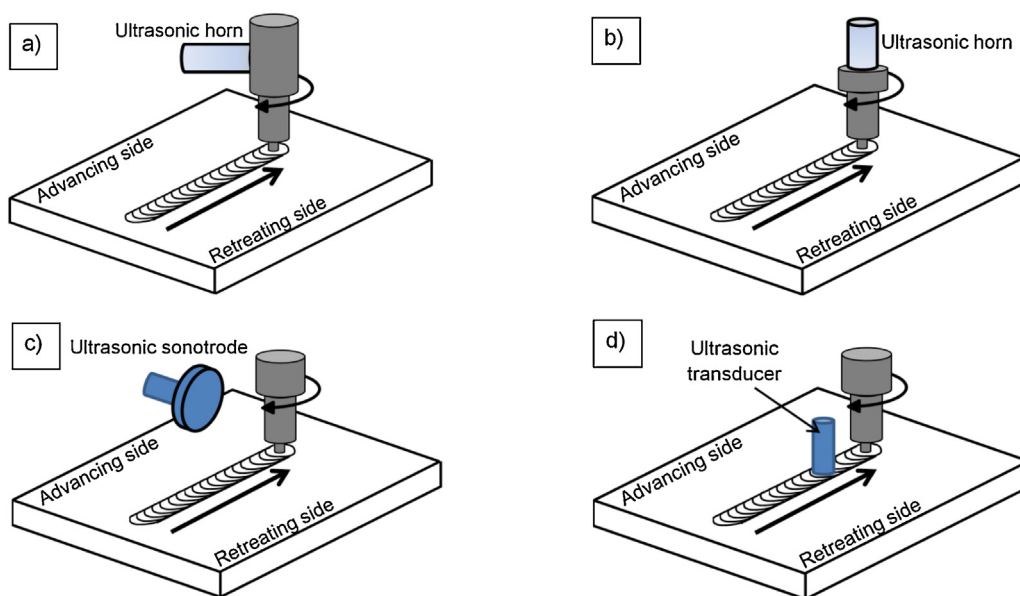 a)
Ultrasonic horn
Advancing side
Retreating side
b)
Ultrasonic horn
Advancing side
Retreating side
c)
Ultrasonic sonotrode
Advancing side
Retreating side
d)
Ultrasonic
transducer
Advancing side
Retreating side